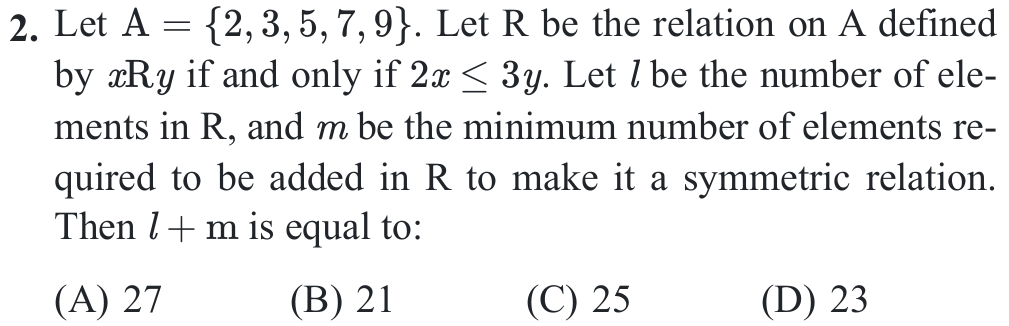 2. Let A = {2, 3, 5, 7, 9}. Let R be the relation on A defined
by xRy if and only if 2x ≤ 3y. Let l be the number of ele-
ments in R, and m be the minimum number of elements re-
quired to be added in R to make it a symmetric relation.
Then l + m is equal to:
(A) 27 (B) 21 (C) 25 (D) 23